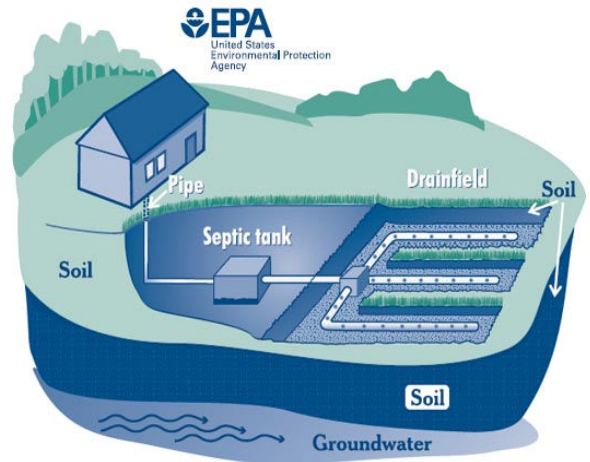 EPA
United States
Environmental Protection
Agency
Pipe
Drainfield
Soil
Septic tank
Soil
Soil
Groundwater